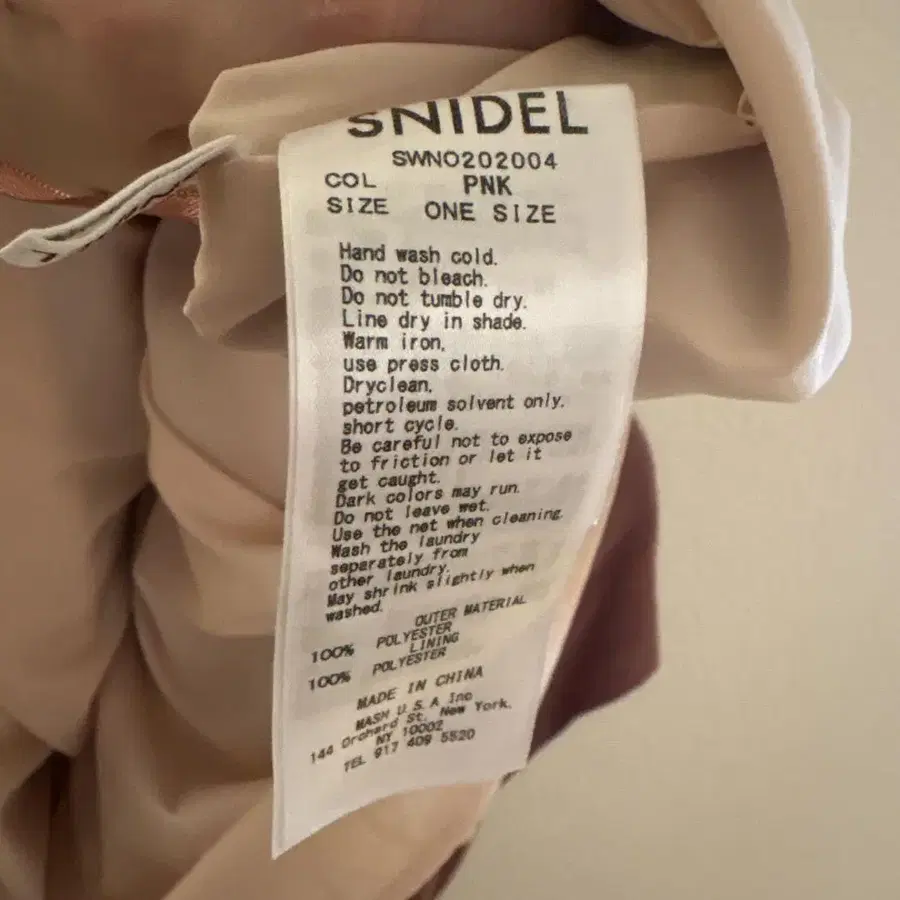 SNIDEL
SWNO202004
COL PNK
SIZE ONE SIZE
Hand wash cold.
Do not bleach.
Do not tumble dry.
Line dry in shade.
Warm iron,
use press cloth.
Dryclean,
petroleum solvent only.
short cycle.
Be careful not to expose
to friction or let it
get caught.
Dark colors may run.
Do not leave wet.
Use the net when cleaning.
Wash the laundry
separately from
other laundry.
May shrink slightly when
washed.
OUTER MATERIAL
100% POLYESTER
LINING
100% POLYESTER
MADE IN CHINA
MASH U.S.A Inc
144 Orchard St. New York,
NY 10002
TEL 917 409 5520